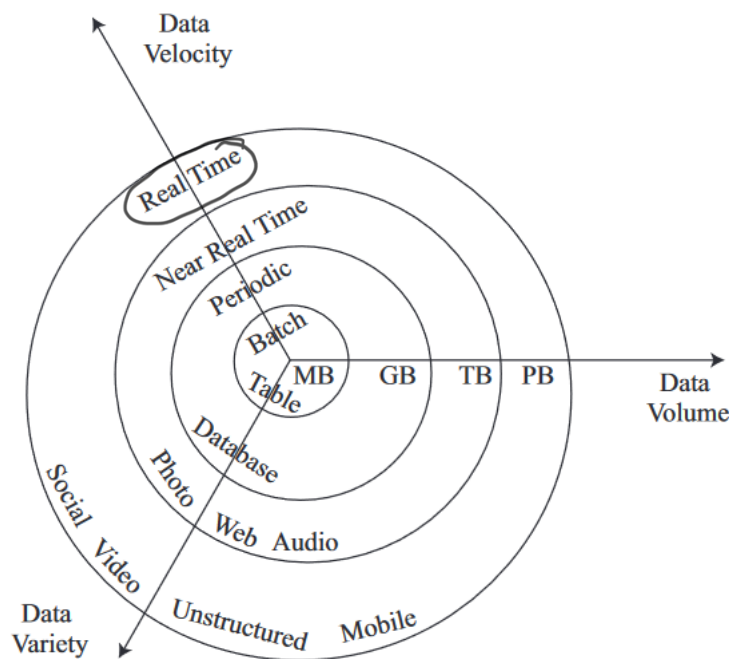 Data
Velocity
Real Time
Near Real Time
Periodic
Batch
MB GB TB PB
Data
Volume
Table
Database
Photo Web Audio
Social Video Unstructured Mobile
Data
Variety